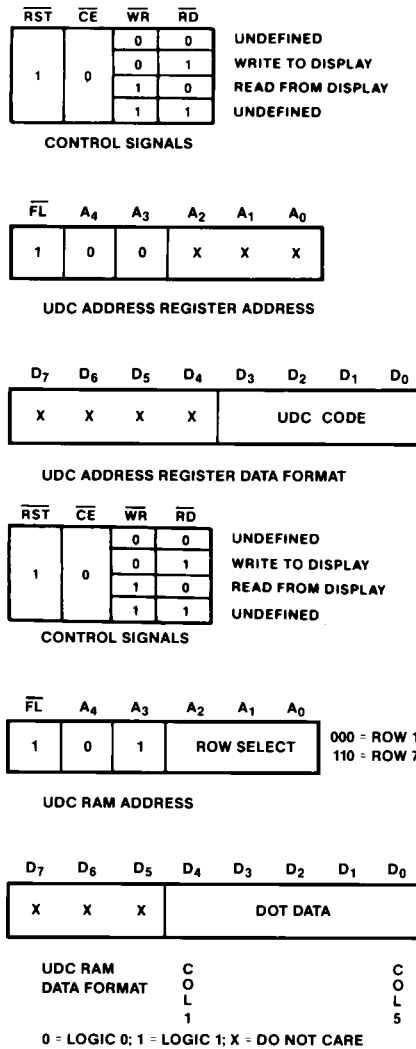 RST CE WR RD
0 0 UNDEFINED
0 1 WRITE TO DISPLAY
1 0 1 0 READ FROM DISPLAY
1 1 UNDEFINED
CONTROL SIGNALS
FL A4 A3 A2 A1 A0
1 0 0 X X X
UDC ADDRESS REGISTER ADDRESS
D7 D6 D5 D4 D3 D2 D1 D0
X X X X UDC CODE
UDC ADDRESS REGISTER DATA FORMAT
RST CE WR RD
0 0 UNDEFINED
0 1 WRITE TO DISPLAY
1 0 1 0 READ FROM DISPLAY
1 1 UNDEFINED
CONTROL SIGNALS
FL A4 A3 A2 A1 A0
1 0 1 ROW SELECT 000 = ROW 1
110 = ROW 7
UDC RAM ADDRESS
D7 D6 D5 D4 D3 D2 D1 D0
X X X DOT DATA
UDC RAM C C
DATA FORMAT O O
L L
1 5
0 = LOGIC 0; 1 = LOGIC 1; X = DO NOT CARE